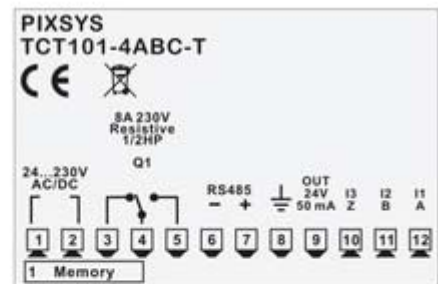 PIXSYS
TCT101-4ABC-T
CE
8A 230V
Resistive
1/2HP
Q1
24...230V
AC/DC
RS485
- +
OUT
24V
50 mA
I3
Z
I2
B
I1
A
1 2 3 4 5 6 7 8 9 10 11 12
1 Memory